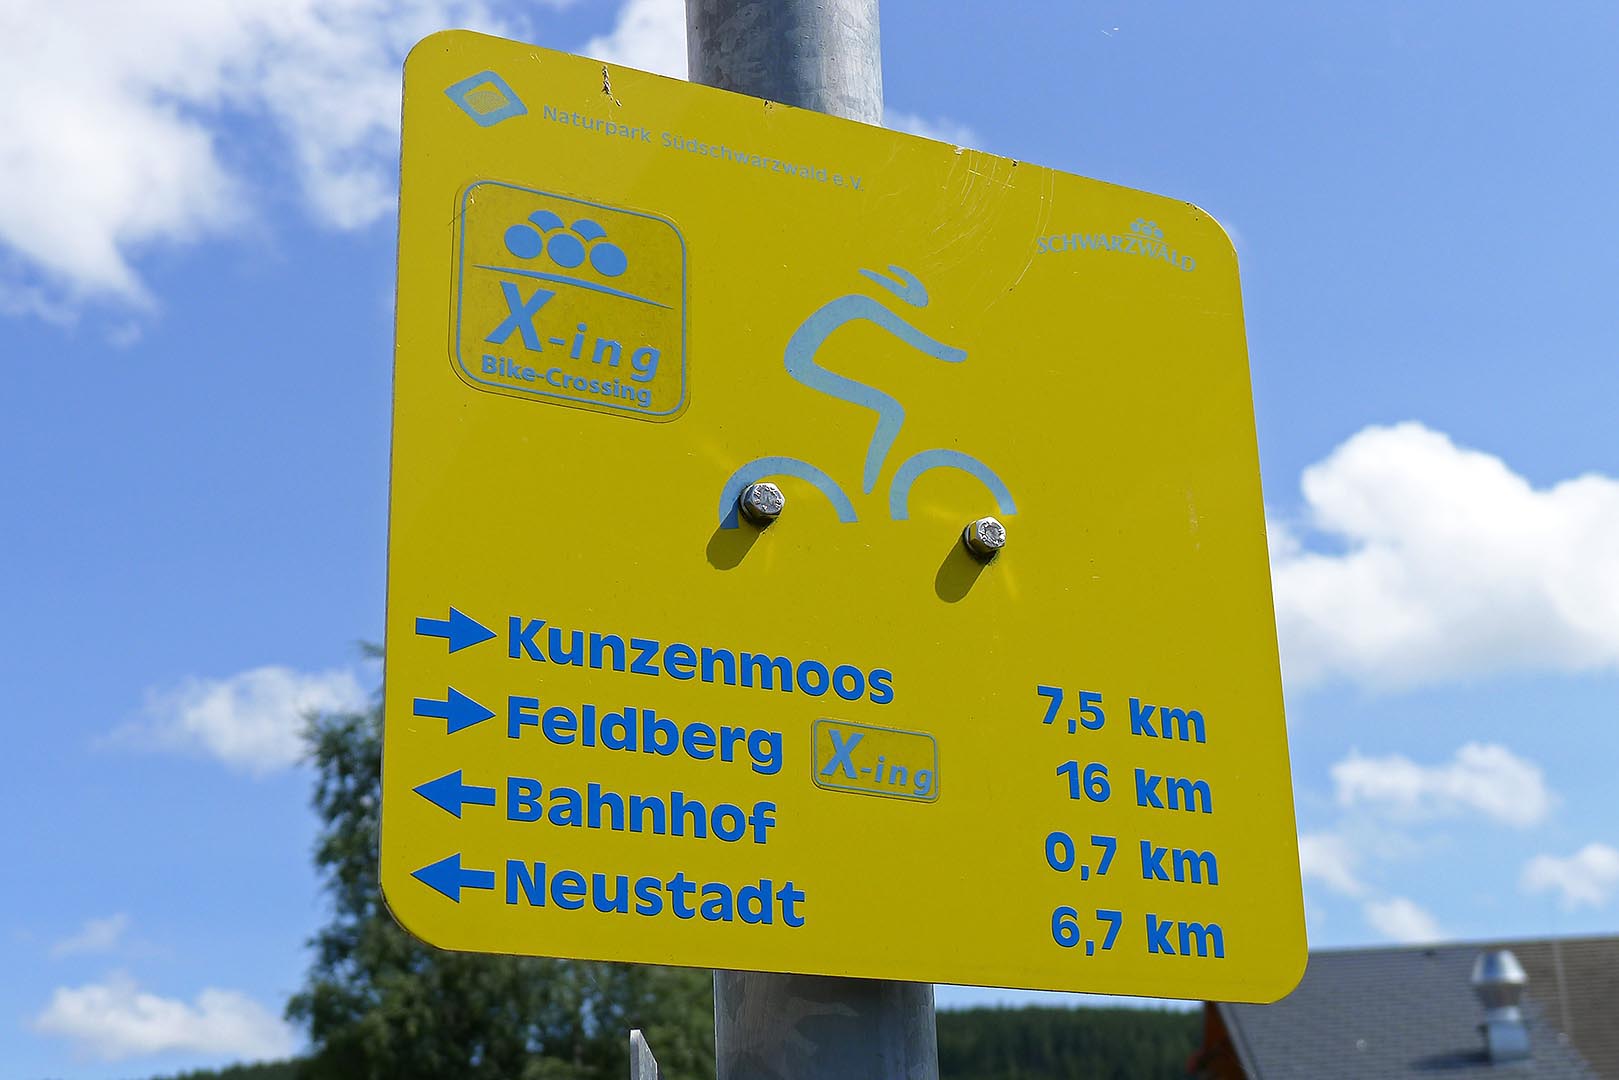 Naturpark Südschwarzwald e.V.
SCHWARZWALD
X-ing
Bike-Crossing
Kunzenmoos 7,5 km
Feldberg X-ing 16 km
Bahnhof 0,7 km
Neustadt 6,7 km